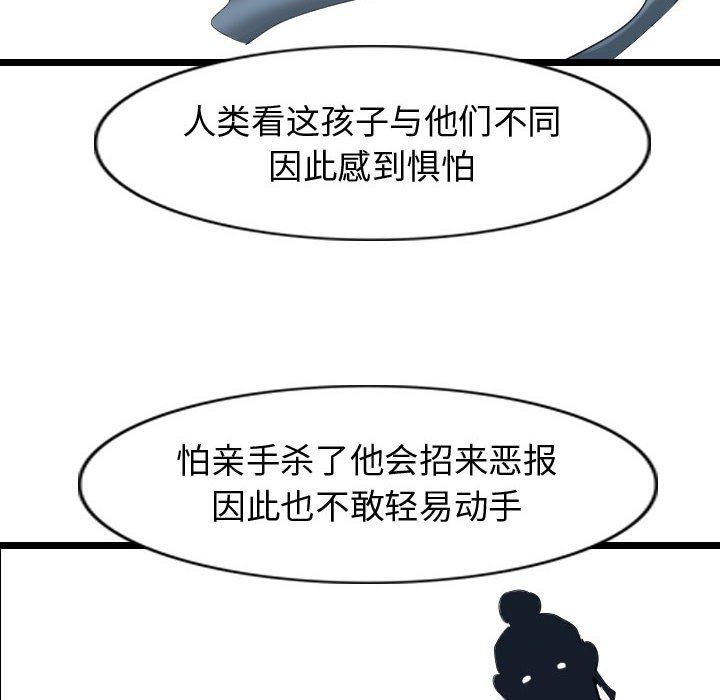 人类看这孩子与他们不同
因此感到惧怕
怕亲手杀了他会招来恶报
因此也不敢轻易动手